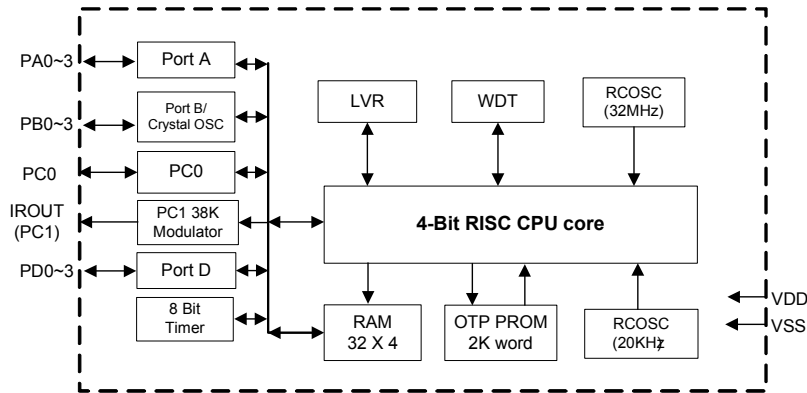 PA0~3
Port A
PB0~3
Port B/
Crystal OSC
PC0
PC0
IROUT
(PC1)
PC1 38K
Modulator
PD0~3
Port D
8 Bit
Timer
LVR
WDT
RCOSC
(32MHz)
4-Bit RISC CPU core
RAM
32 X 4
OTP PROM
2K word
RCOSC
(20KHz)
VDD
VSS